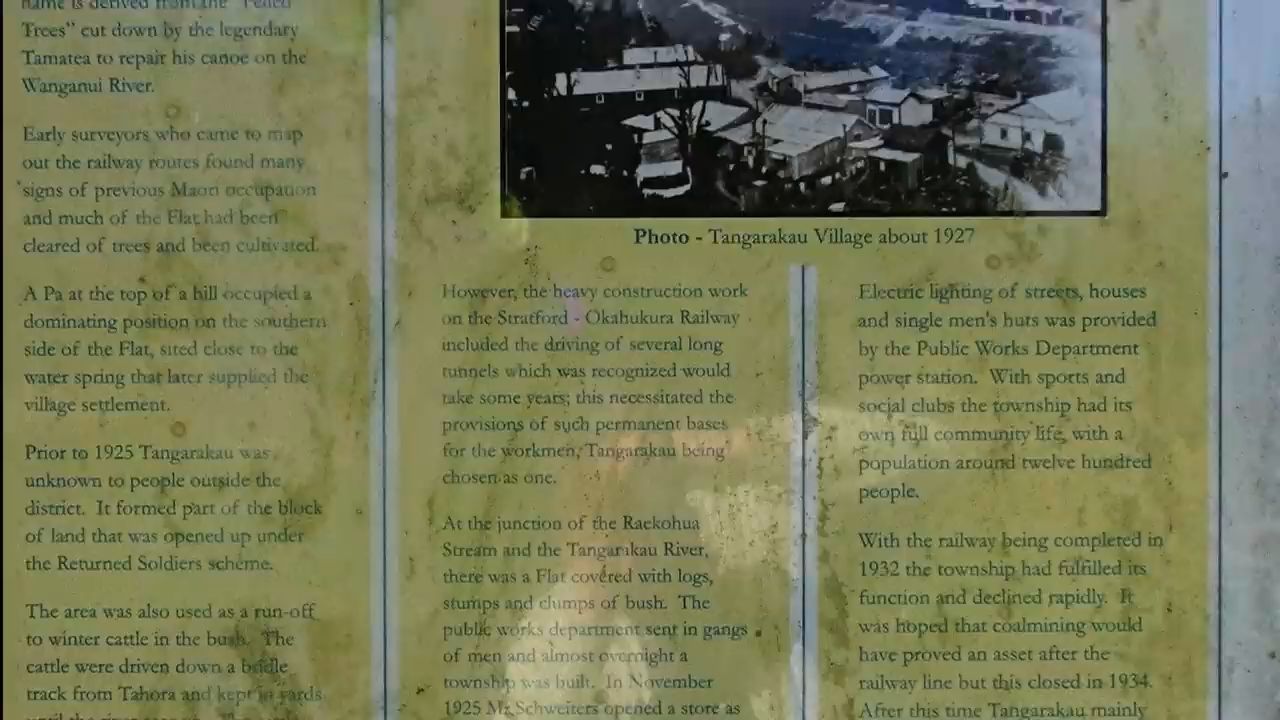 name is derived from the "Felled
Trees" cut down by the legendary
Tamatea to repair his canoe on the
Wanganui River.
Early surveyors who came to map
out the railway routes found many
signs of previous Maori occupation
and much of the Flat had been
cleared of trees and been cultivated.
A Pa at the top of a hill occupied a
dominating position on the southern
side of the Flat, sited close to the
water spring that later supplied the
village settlement.
Prior to 1925 Tangarakau was
unknown to people outside the
district. It formed part of the block
of land that was opened up under
the Returned Soldiers scheme.
The area was also used as a run-off
to winter cattle in the bush. The
cattle were driven down a bridle
track from Tahora and kept in yards
until the river
Photo - Tangarakau Village about 1927
However, the heavy construction work
on the Stratford - Okahukura Railway
included the driving of several long
tunnels which was recognized would
take some years; this necessitated the
provisions of such permanent bases
for the workmen, Tangarakau being
chosen as one.
At the junction of the Raekohua
Stream and the Tangarakau River,
there was a Flat covered with logs,
stumps and clumps of bush. The
public works department sent in gangs
of men and almost overnight a
township was built. In November
1925 Mr Schweiters opened a store as
Electric lighting of streets, houses
and single men's huts was provided
by the Public Works Department
power station. With sports and
social clubs the township had its
own full community life, with a
population around twelve hundred
people.
With the railway being completed in
1932 the township had fulfilled its
function and declined rapidly. It
was hoped that coalmining would
have proved an asset after the
railway line but this closed in 1934.
After this time Tangarakau mainly